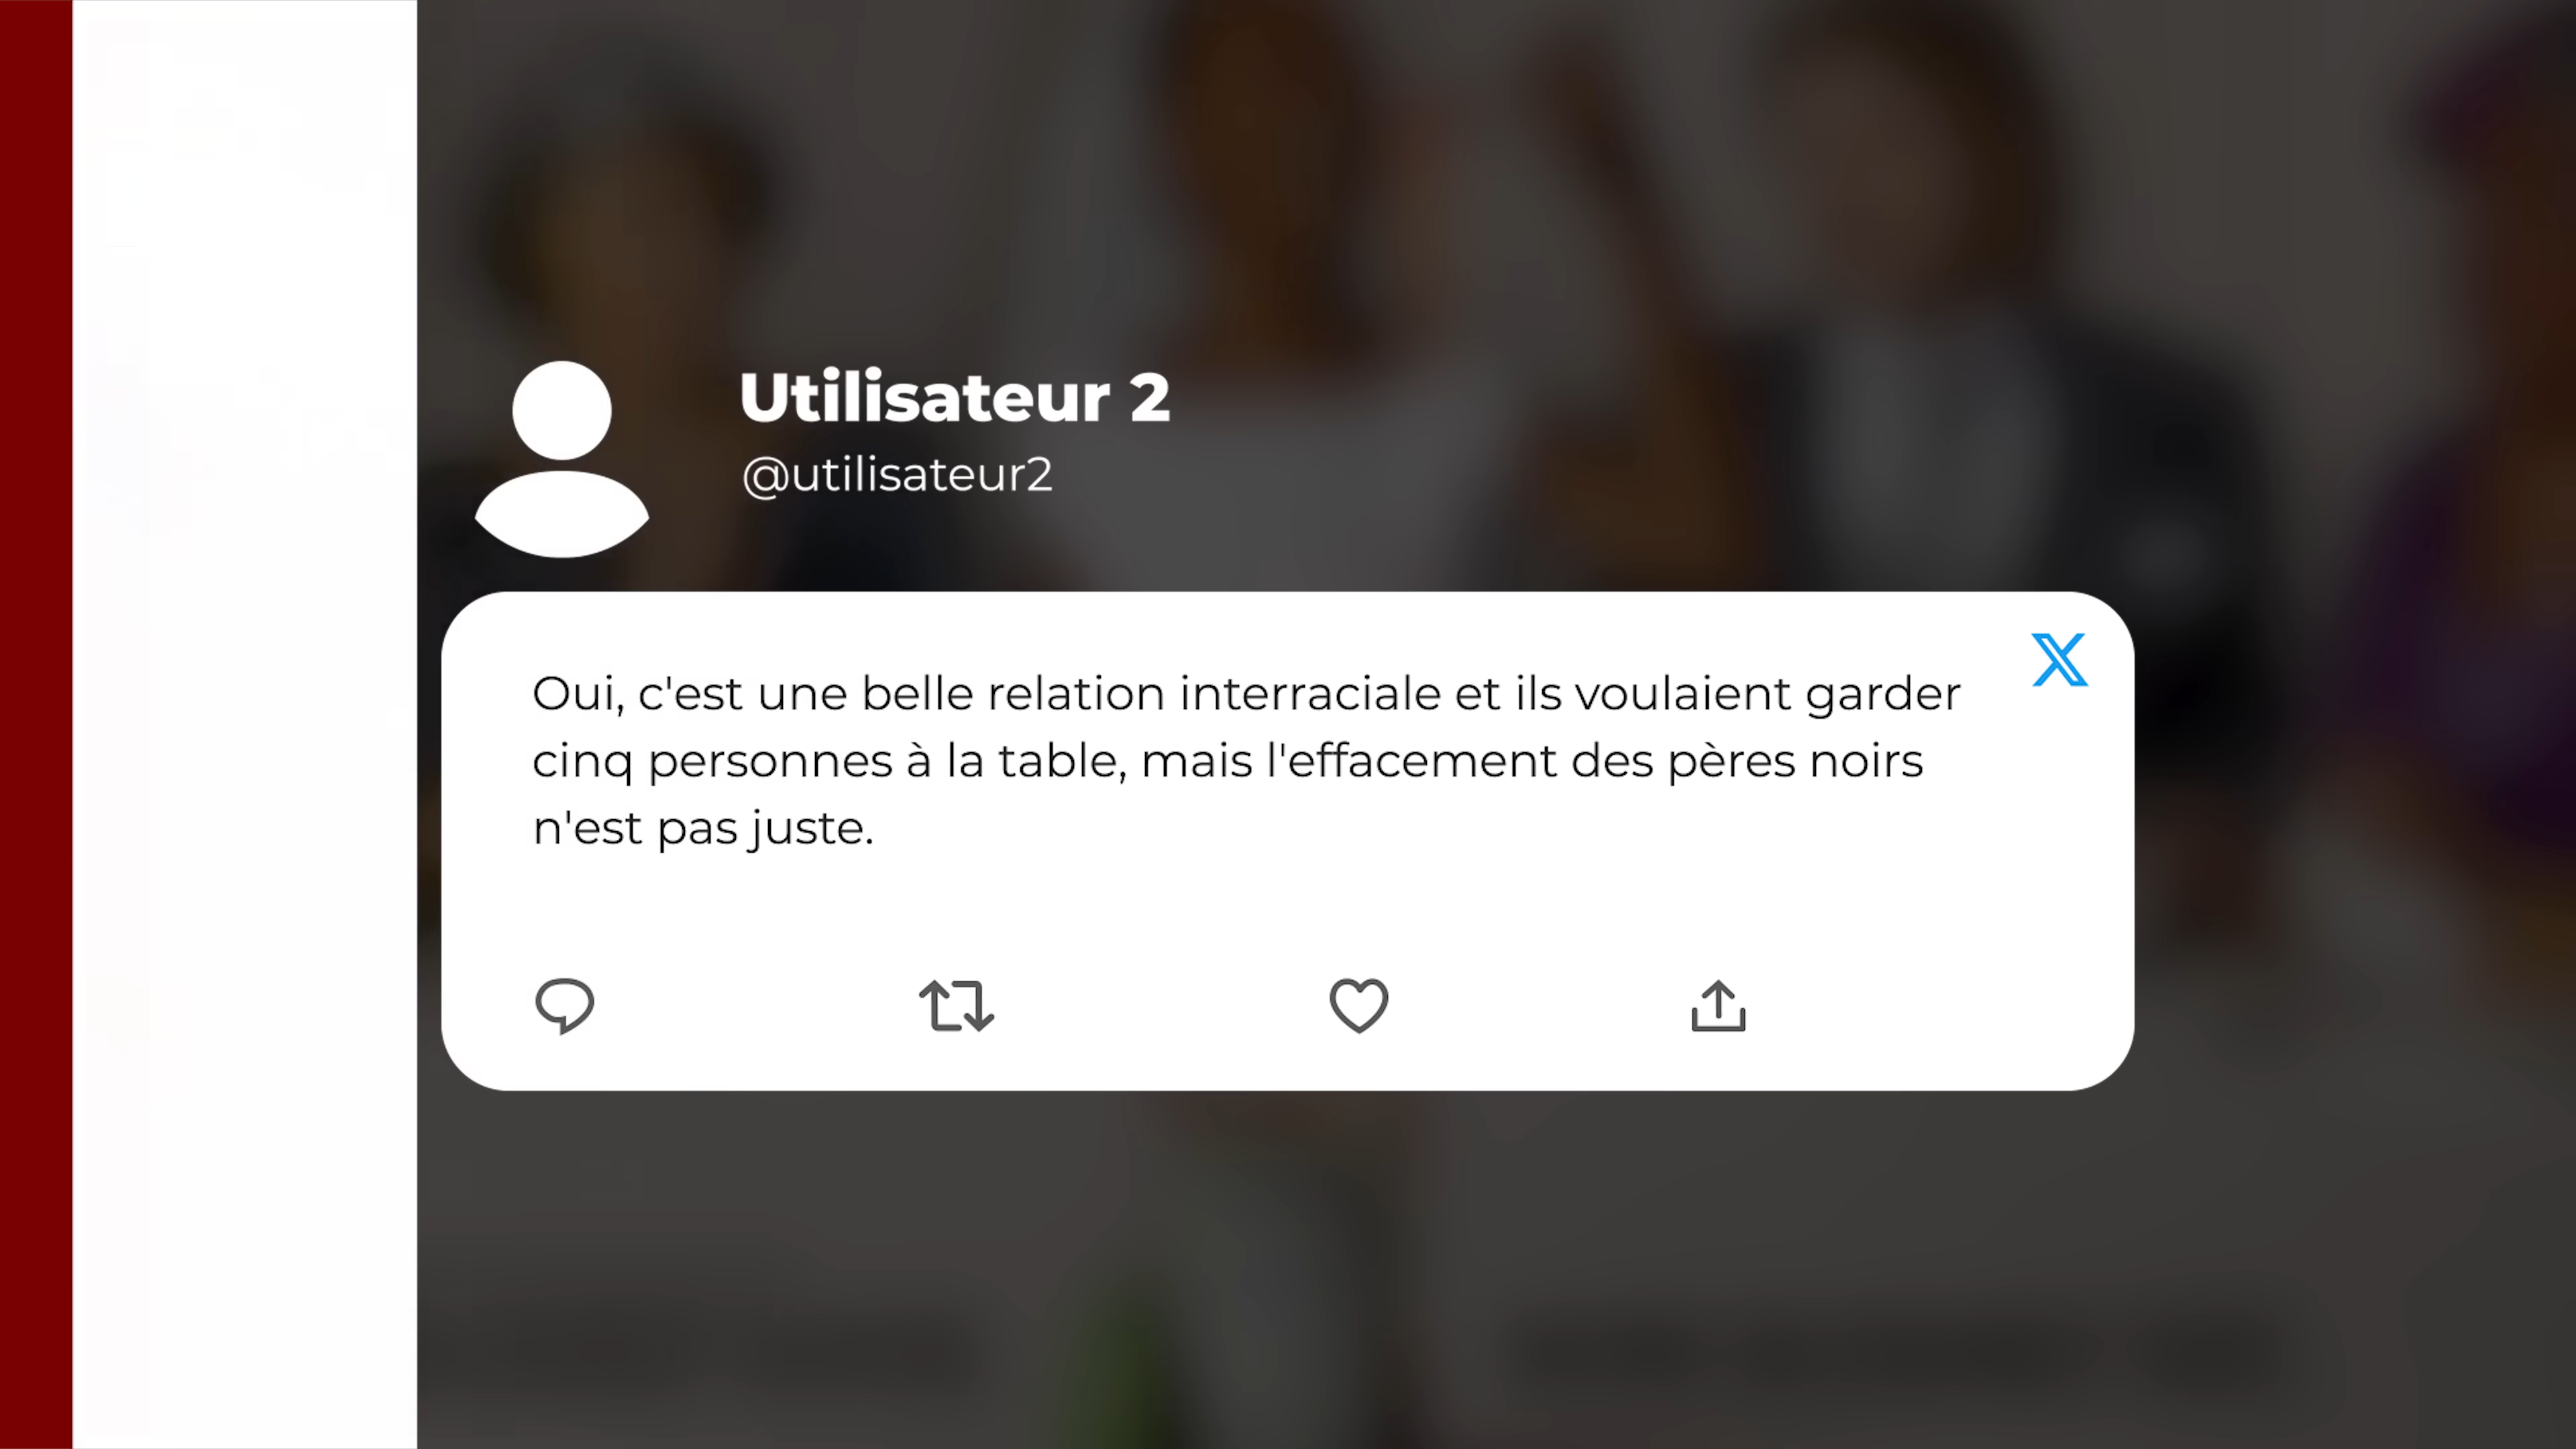 Utilisateur 2
@utilisateur2
Oui, c'est une belle relation interraciale et ils voulaient garder
cinq personnes à la table, mais l'effacement des pères noirs
n'est pas juste.